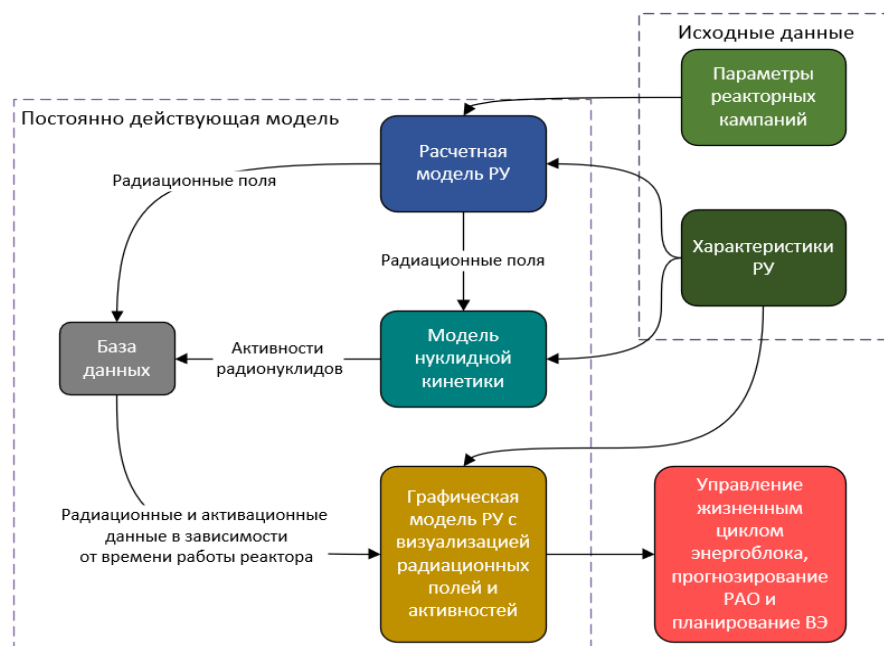 Исходные данные
Параметры
реакторных
кампаний
Постоянно действующая модель
Расчетная
модель РУ
Радиационные поля
Характеристики
РУ
Радиационные поля
База
данных
Активности
радионуклидов
Модель
нуклидной
кинетики
Радиационные и активационные
данные в зависимости
от времени работы реактора
Графическая
модель РУ с
визуализацией
радиационных
полей и
активностей
Управление
жизненным
циклом
энергоблока,
прогнозирование
РАО и
планирование ВЭ